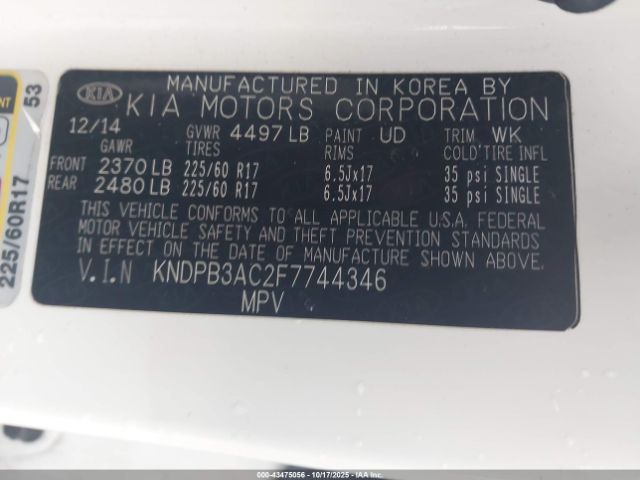 KIA
MANUFACTURED IN KOREA BY
KIA MOTORS CORPORATION
12/14 GVWR 4497 LB PAINT UD TRIM WK
GAWR TIRES RIMS COLD TIRE INFL
FRONT 2370 LB 225/60 R17 6.5Jx17 35 psi SINGLE
REAR 2480 LB 225/60 R17 6.5Jx17 35 psi SINGLE
THIS VEHICLE CONFORMS TO ALL APPLICABLE U.S.A. FEDERAL
MOTOR VEHICLE SAFETY AND THEFT PREVENTION STANDARDS
IN EFFECT ON THE DATE OF MANUFACTURE SHOWN ABOVE.
V.I.N KNDPB3AC2F7744346
MPV
53
225/60R17
000-43475056 - 10/17/2025 - IAAI.COM